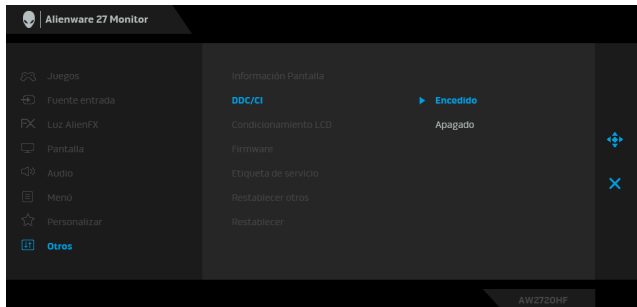 Alienware 27 Monitor
Juegos
Información Pantalla
Fuente entrada
DDC/CI
Encedido
Luz AlienFX
Condicionamiento LCD
Apagado
Pantalla
Firmware
Audio
Etiqueta de servicio
Menú
Restablecer otros
Personalizar
Restablecer
Otros
AW2720HF